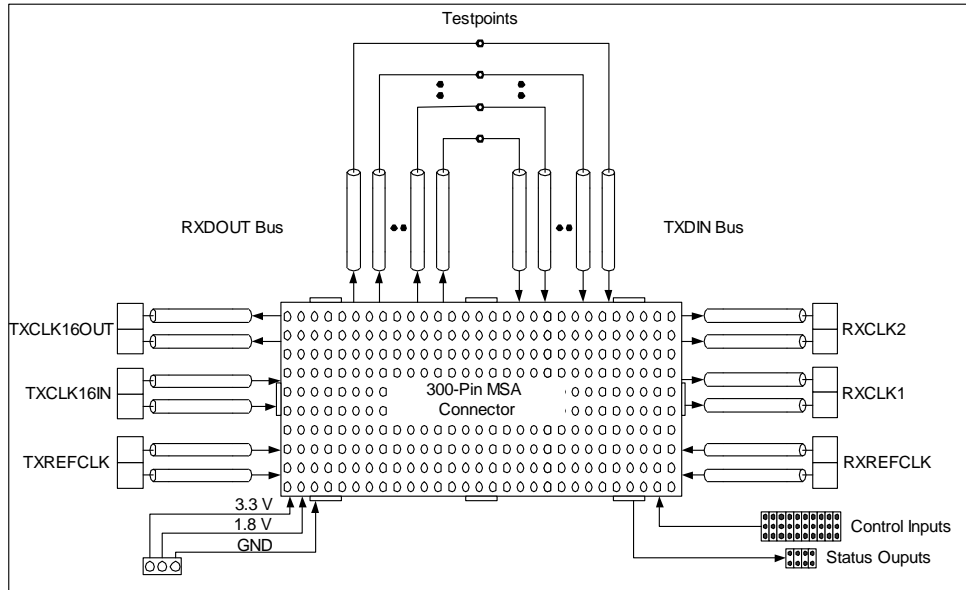 Testpoints
RXDOUT Bus
TXDIN Bus
TXCLK16OUT
RXCLK2
TXCLK16IN
300-Pin MSA
Connector
RXCLK1
TXREFCLK
RXREFCLK
3.3 V
1.8 V
GND
Control Inputs
Status Ouputs